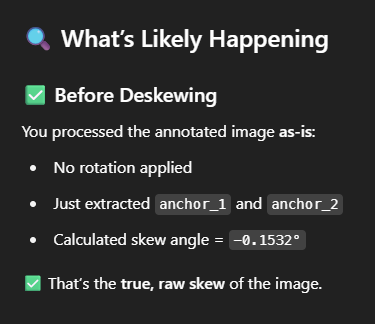 🔍 What’s Likely Happening
✅ Before Deskewing
You processed the annotated image as-is:
• No rotation applied
• Just extracted anchor_1 and anchor_2
• Calculated skew angle = −0.1532°
✅ That’s the true, raw skew of the image.